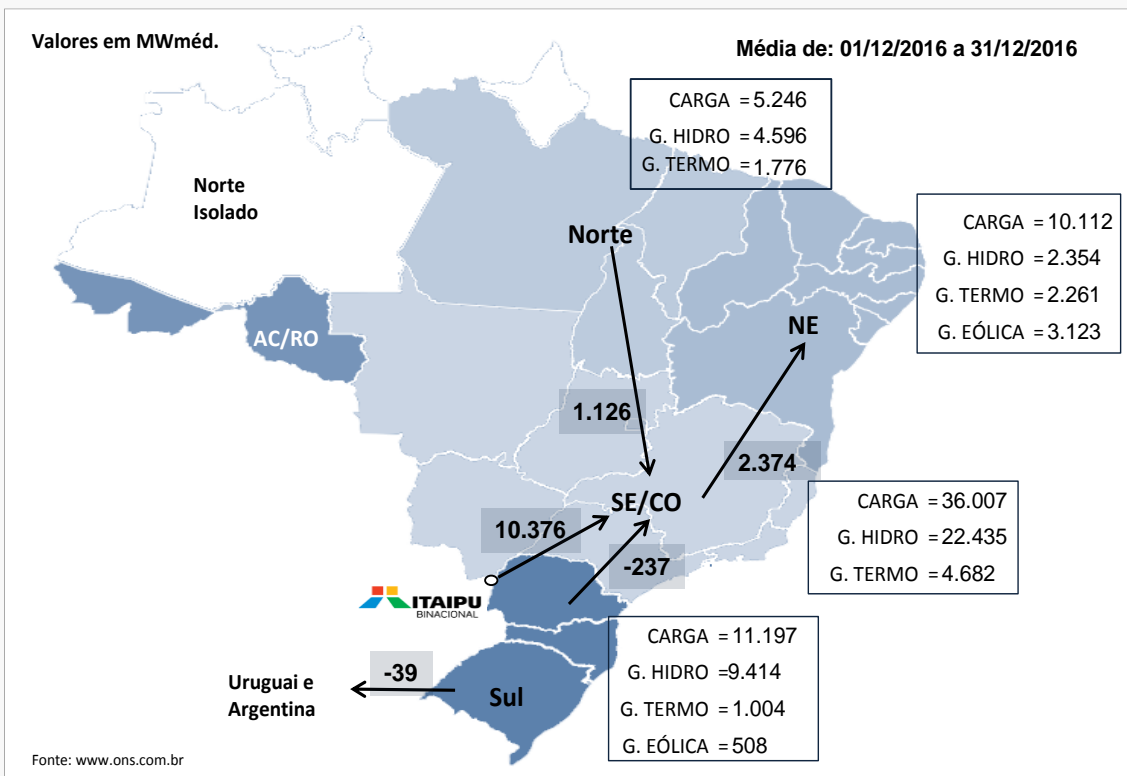 Valores em MWméd.
Média de: 01/12/2016 a 31/12/2016
CARGA = 5.246
G. HIDRO = 4.596
G. TERMO = 1.776
Norte
Isolado
Norte
CARGA = 10.112
G. HIDRO = 2.354
G. TERMO = 2.261
G. EÓLICA = 3.123
AC/RO
NE
1.126
2.374
SE/CO
10.376
CARGA = 36.007
G. HIDRO = 22.435
G. TERMO = 4.682
-237
ITAIPU
BINACIONAL
CARGA = 11.197
G. HIDRO =9.414
G. TERMO = 1.004
G. EÓLICA = 508
-39
Uruguai e
Argentina
Sul
Fonte: www.ons.com.br